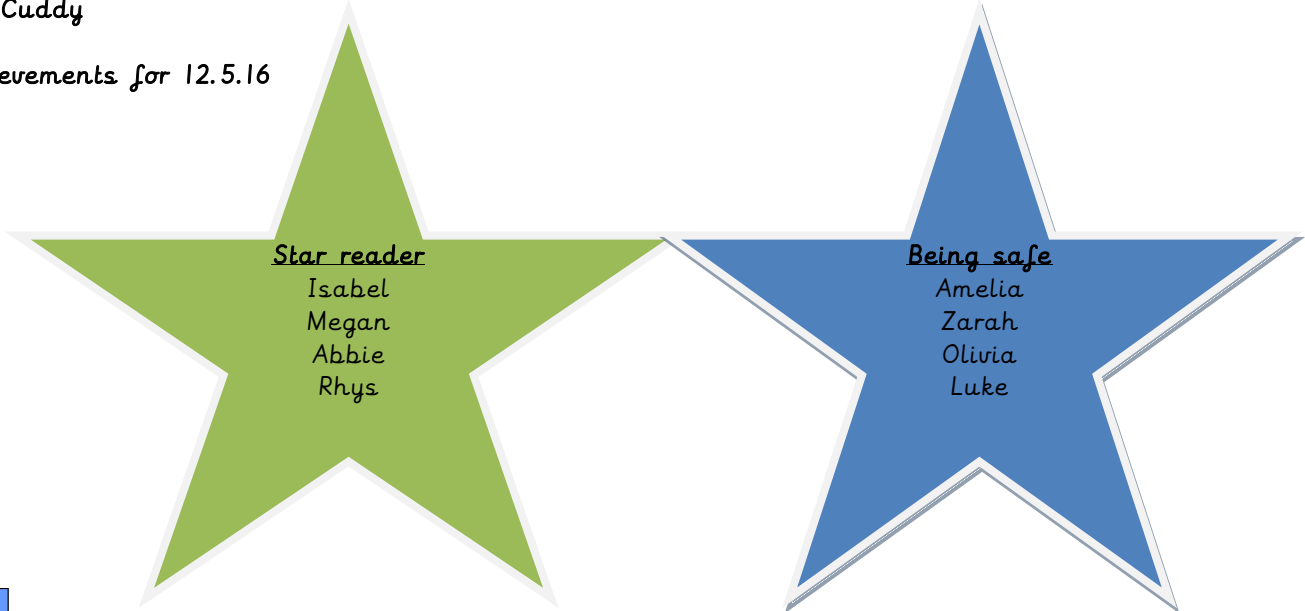 Cuddy
evements for 12.5.16
Star reader
Isabel
Megan
Abbie
Rhys
Being safe
Amelia
Zarah
Olivia
Luke